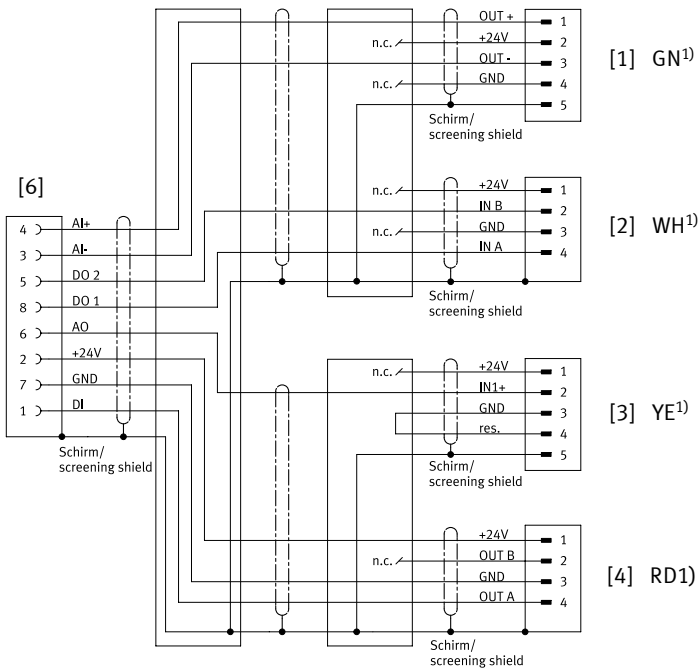 [6]
4 AI+
3 AI-
5 DO 2
8 DO 1
6 AO
2 +24V
7 GND
1 DI
Schirm/
screening shield
OUT + 1
n.c. +24V 2
OUT - 3
n.c. GND 4
5
Schirm/
screening shield
[1] GN1)
n.c. +24V 1
IN B 2
n.c. GND 3
IN A 4
Schirm/
screening shield
[2] WH1)
n.c. +24V 1
IN1+ 2
GND 3
res. 4
5
Schirm/
screening shield
[3] YE1)
+24V 1
n.c. OUT B 2
GND 3
OUT A 4
Schirm/
screening shield
[4] RD1)